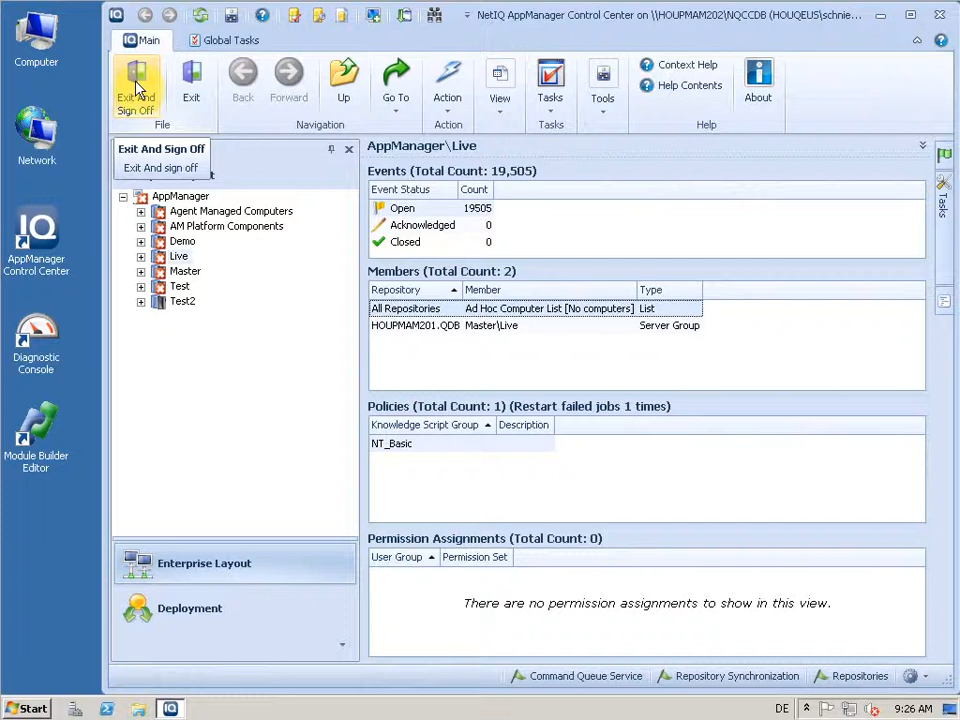 Computer
Network
AppManager
Control Center
Diagnostic
Console
Module Builder
Editor
NetIQ AppManager Control Center on \\HOUPMAM202\NQCCDB (HOUQEUS\schnie...
Main
Global Tasks
Exit And
Sign Off
Exit
Back
Forward
Up
Go To
Action
View
Tasks
Tools
Context Help
Help Contents
About
File
Navigation
Action
Tasks
Help
Exit And Sign Off
Exit And sign off
AppManager
Agent Managed Computers
AM Platform Components
Demo
Live
Master
Test
Test2
Enterprise Layout
Deployment
AppManager\Live
Events (Total Count: 19,505)
Event Status Count
Open 19505
Acknowledged 0
Closed 0
Members (Total Count: 2)
Repository Member Type
All Repositories Ad Hoc Computer List [No computers] List
HOUPMAM201.QDB Master\Live Server Group
Policies (Total Count: 1) (Restart failed jobs 1 times)
Knowledge Script Group Description
NT_Basic
Permission Assignments (Total Count: 0)
User Group Permission Set
There are no permission assignments to show in this view.
Tasks
Command Queue Service Repository Synchronization Repositories
Start
DE
9:26 AM